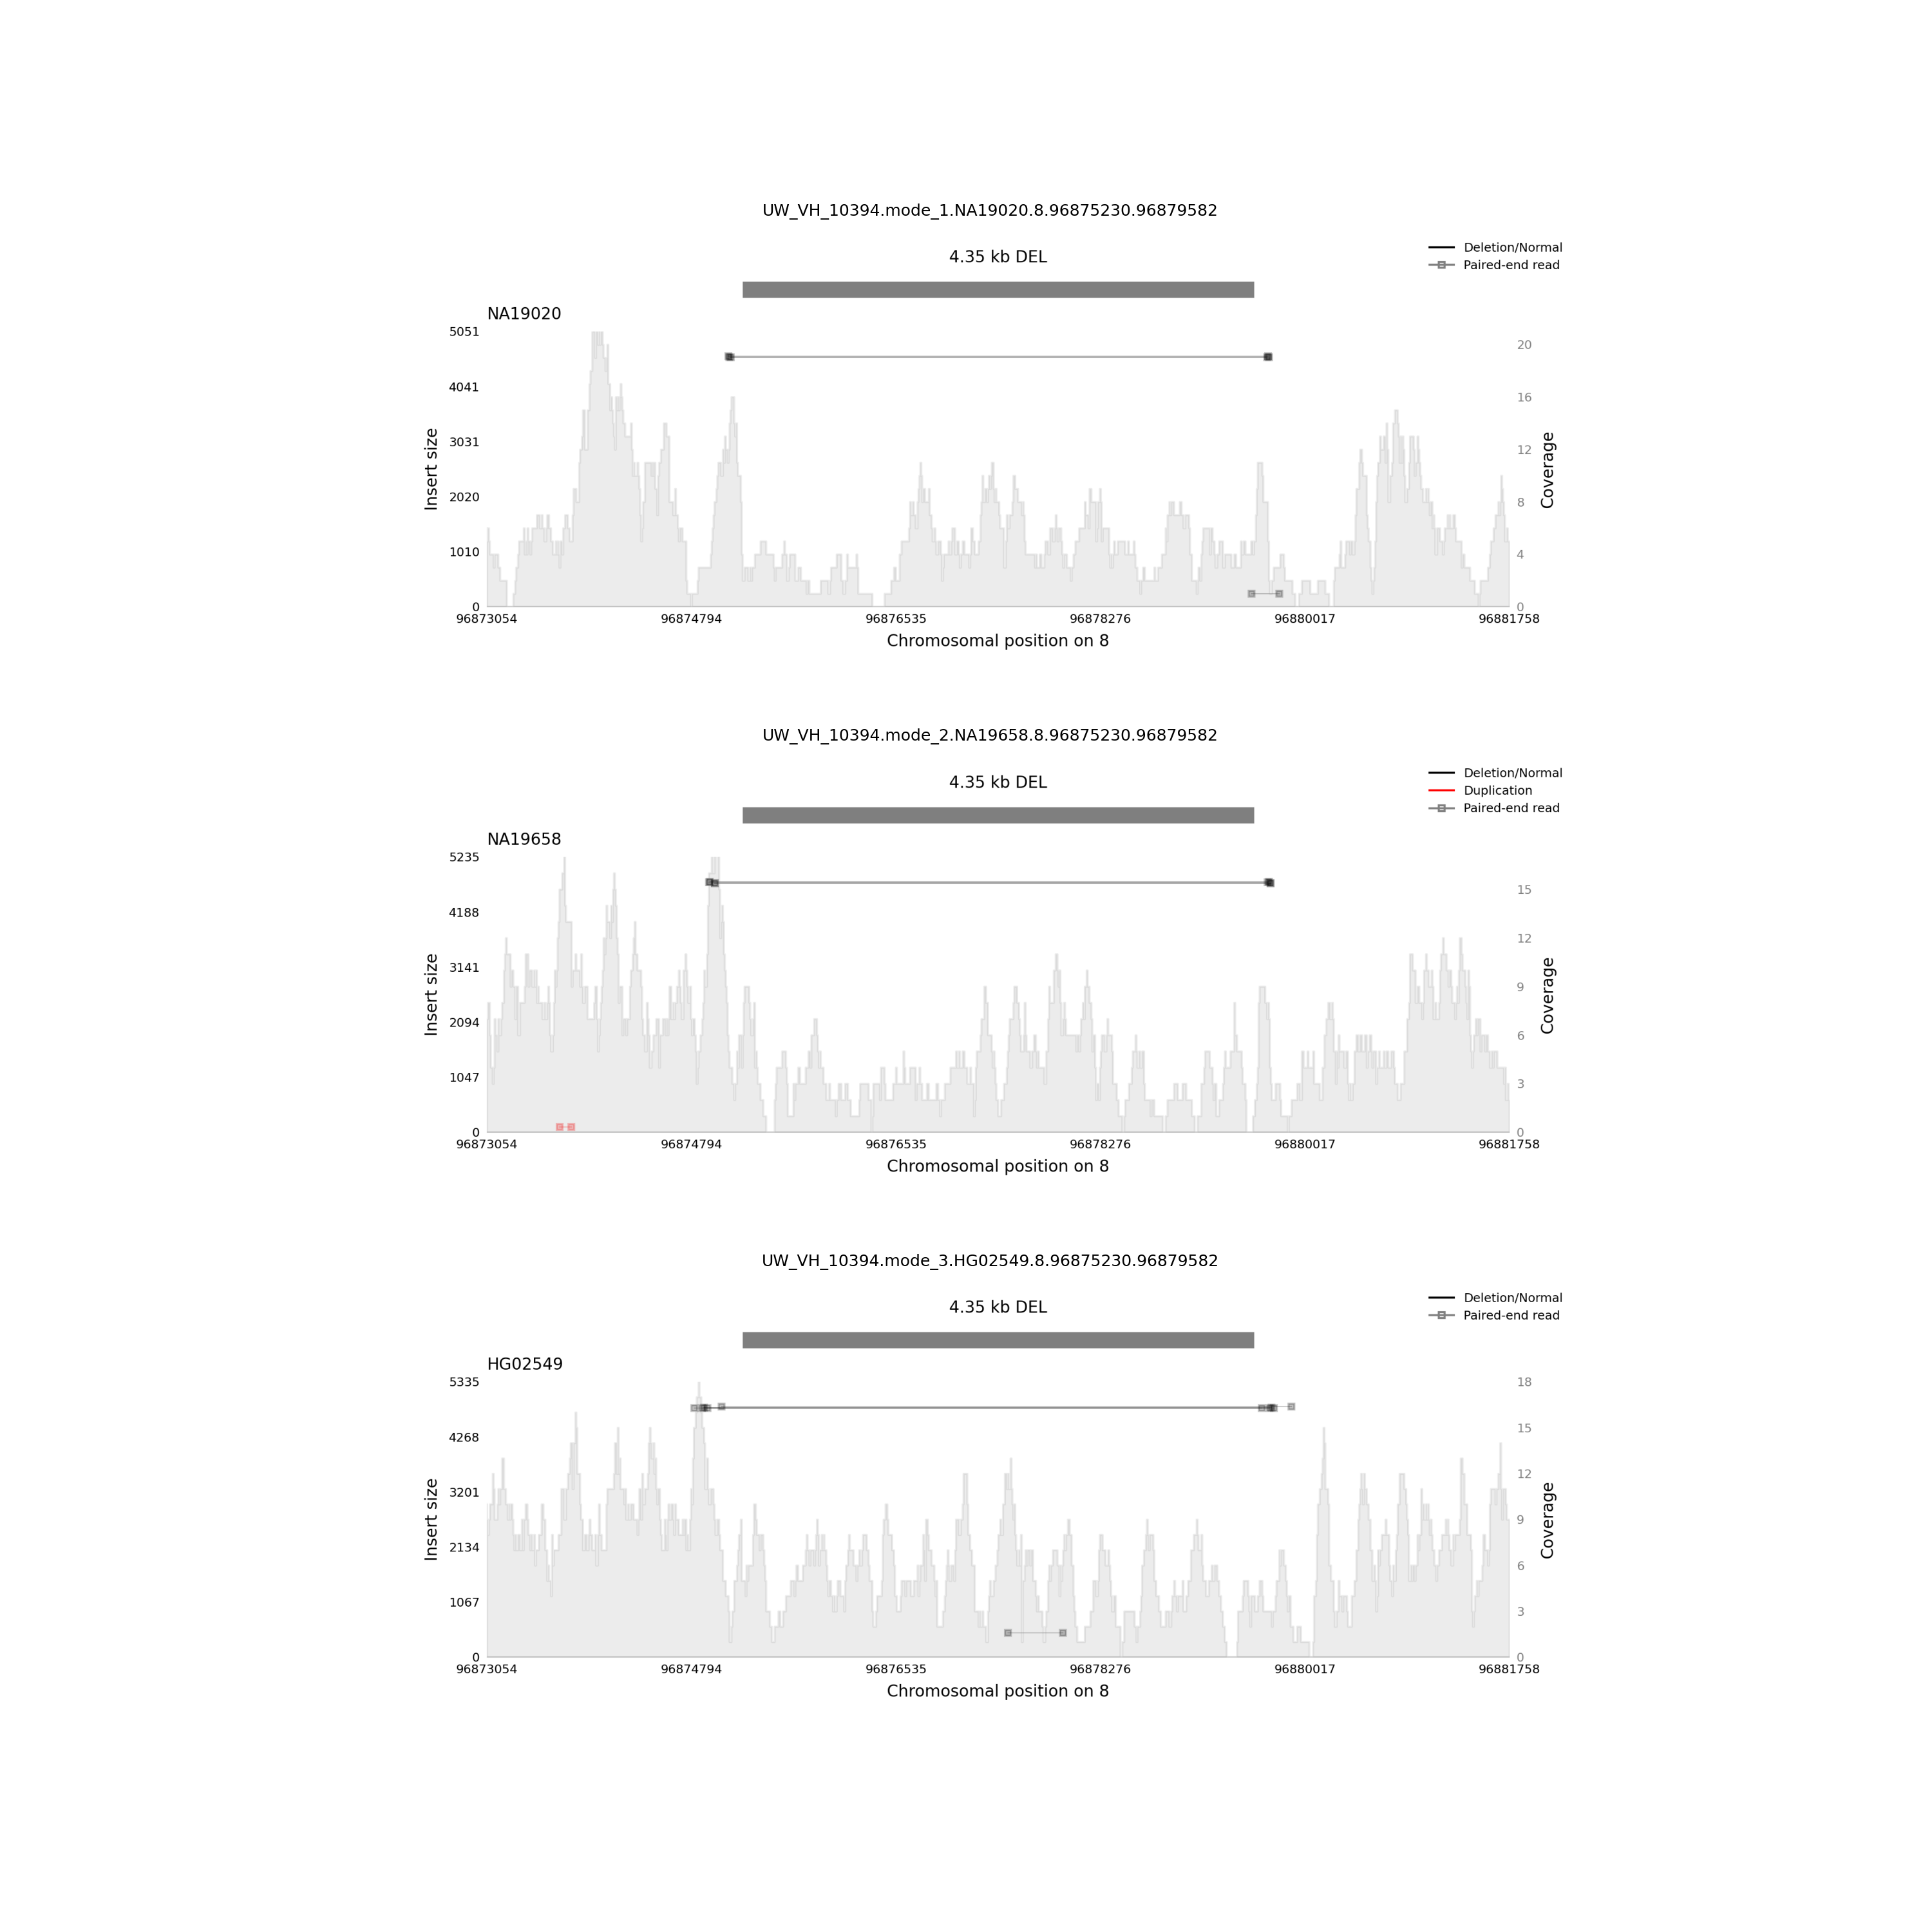 UW_VH_10394.mode_1.NA19020.8.96875230.96879582
4.35 kb DEL
Deletion/Normal
Paired-end read
NA19020
5051
4041
3031
2020
1010
0
Insert size
20
16
12
8
4
0
Coverage
96873054 96874794 96876535 96878276 96880017 96881758
Chromosomal position on 8
UW_VH_10394.mode_2.NA19658.8.96875230.96879582
4.35 kb DEL
Deletion/Normal
Duplication
Paired-end read
NA19658
5235
4188
3141
2094
1047
0
Insert size
15
12
9
6
3
0
Coverage
96873054 96874794 96876535 96878276 96880017 96881758
Chromosomal position on 8
UW_VH_10394.mode_3.HG02549.8.96875230.96879582
4.35 kb DEL
Deletion/Normal
Paired-end read
HG02549
5335
4268
3201
2134
1067
0
Insert size
18
15
12
9
6
3
0
Coverage
96873054 96874794 96876535 96878276 96880017 96881758
Chromosomal position on 8